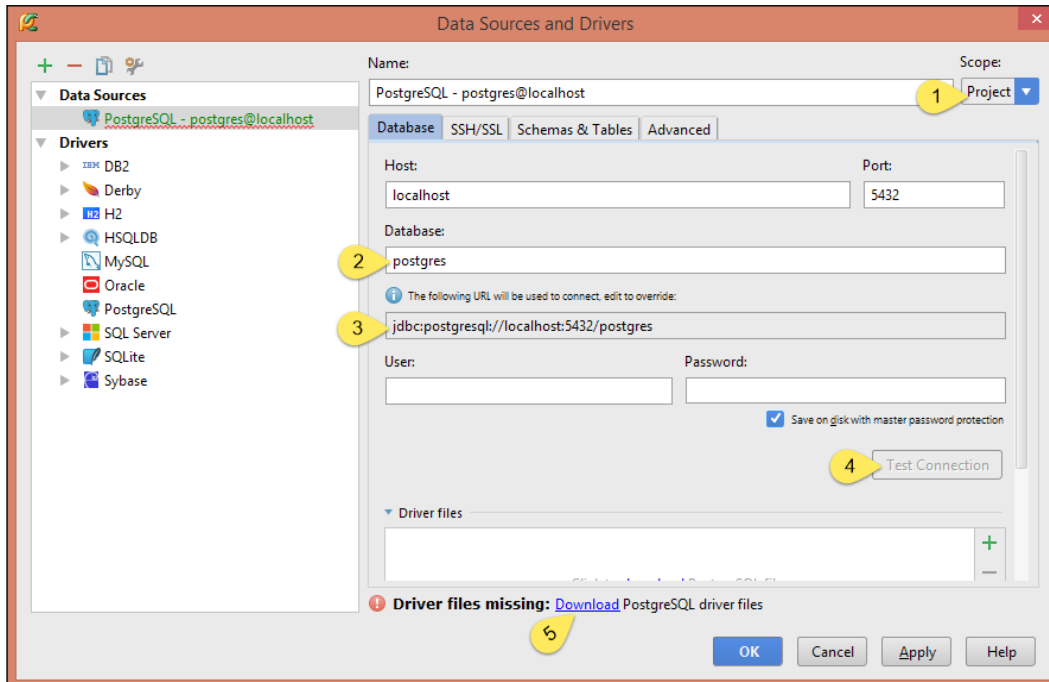 Data Sources and Drivers
Name:
Scope:
PostgreSQL - postgres@localhost
1
Project
Data Sources
PostgreSQL - postgres@localhost
Drivers
IBM DB2
Derby
H2 H2
HSQLDB
MySQL
Oracle
PostgreSQL
SQL Server
SQLite
Sybase
Database SSH/SSL Schemas & Tables Advanced
Host:
Port:
localhost
5432
Database:
2
postgres
The following URL will be used to connect, edit to override:
3
jdbc:postgresql://localhost:5432/postgres
User:
Password:
Save on disk with master password protection
4
Test Connection
Driver files
Driver files missing: Download PostgreSQL driver files
5
OK
Cancel
Apply
Help